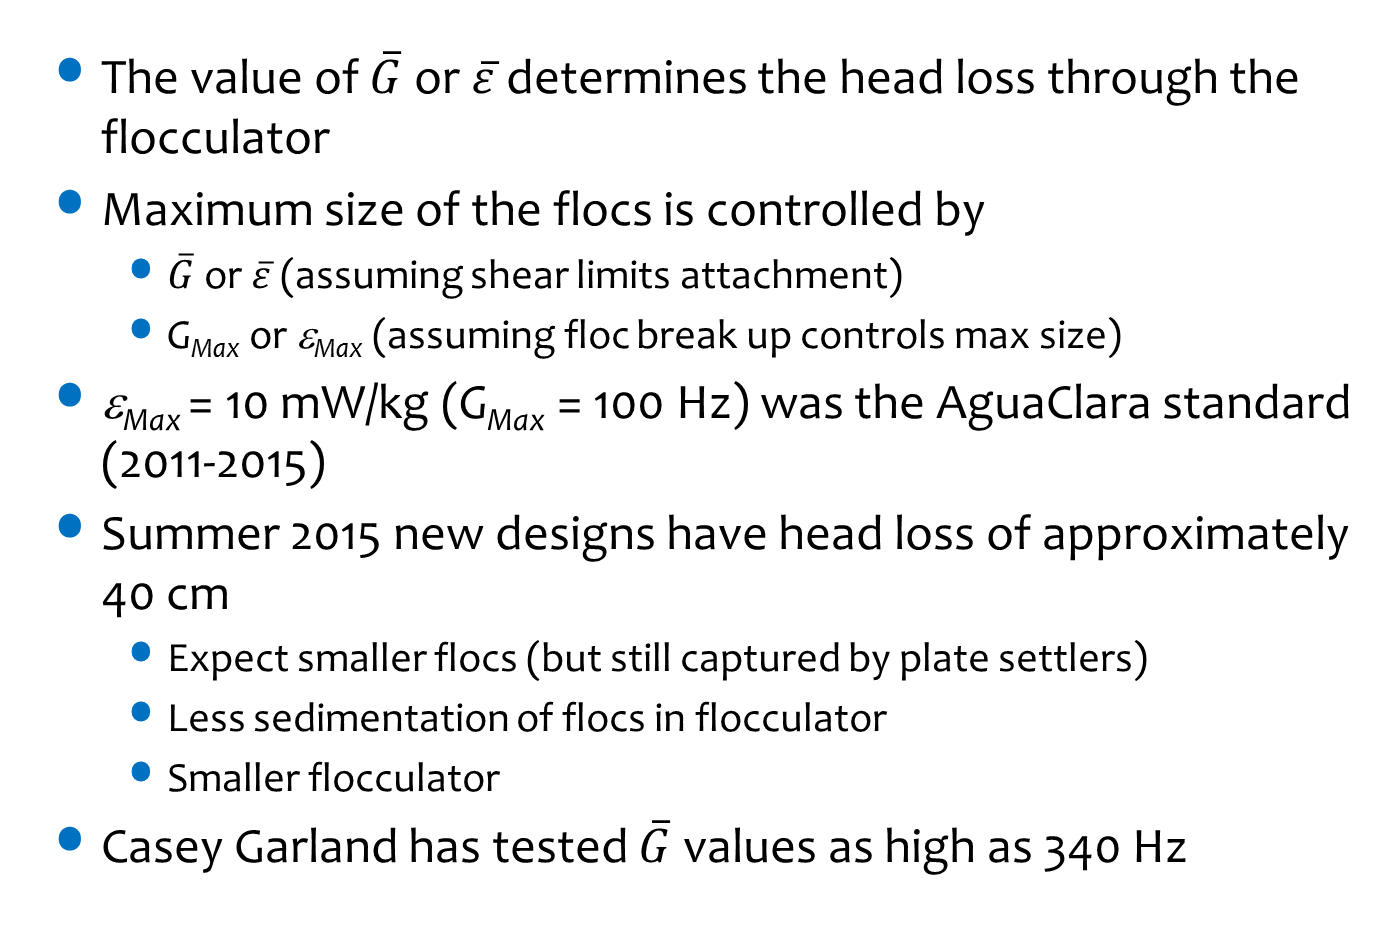 • The value of G̅ or ε̅ determines the head loss through the
flocculator
• Maximum size of the flocs is controlled by
• G̅ or ε̅ (assuming shear limits attachment)
• G_Max or ε_Max (assuming floc break up controls max size)
• ε_Max = 10 mW/kg (G_Max = 100 Hz) was the AguaClara standard
(2011-2015)
• Summer 2015 new designs have head loss of approximately
40 cm
• Expect smaller flocs (but still captured by plate settlers)
• Less sedimentation of flocs in flocculator
• Smaller flocculator
• Casey Garland has tested G̅ values as high as 340 Hz